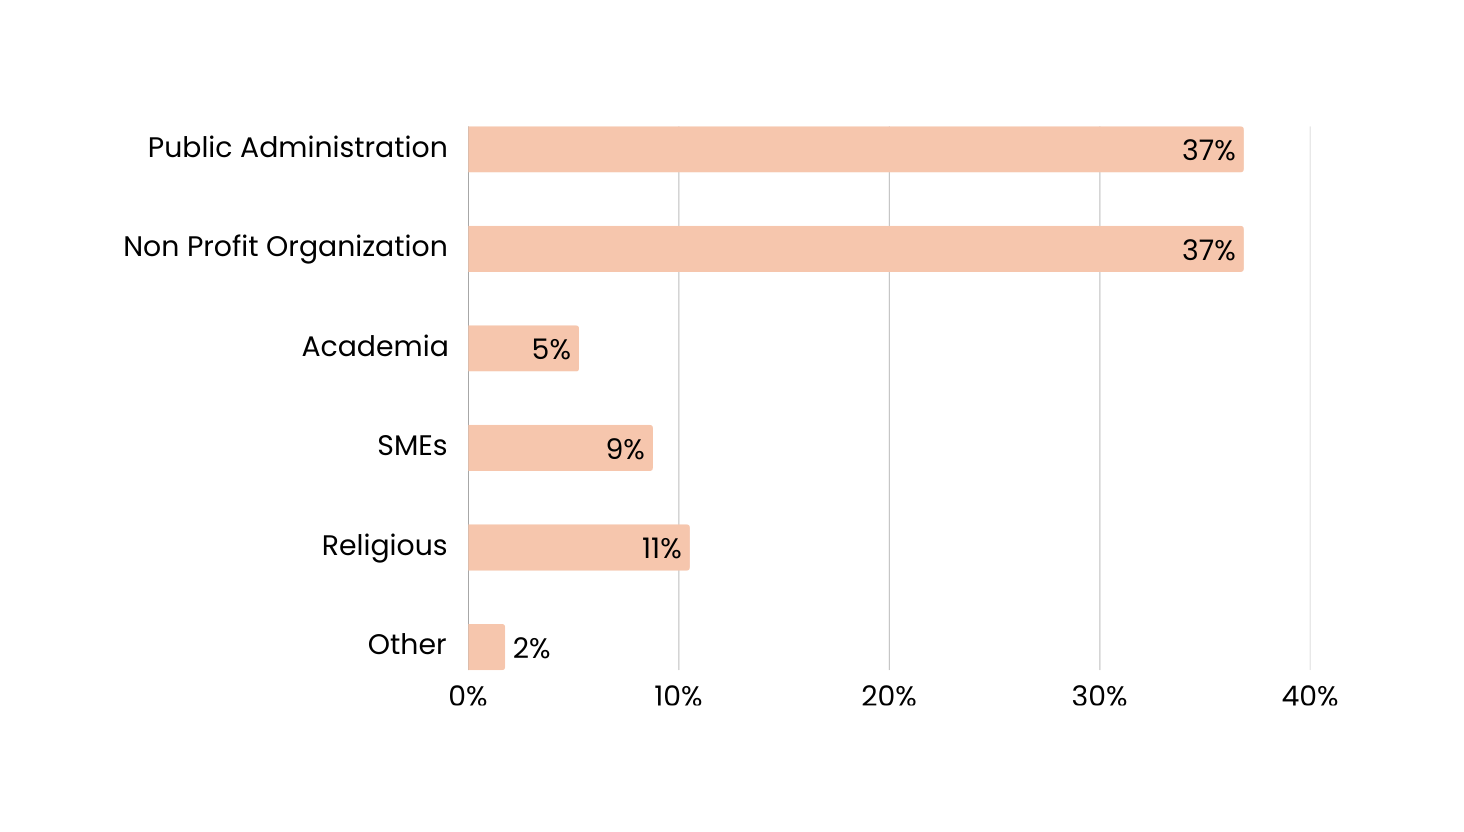 Public Administration 37%
Non Profit Organization 37%
Academia 5%
SMEs 9%
Religious 11%
Other 2%
0% 10% 20% 30% 40%